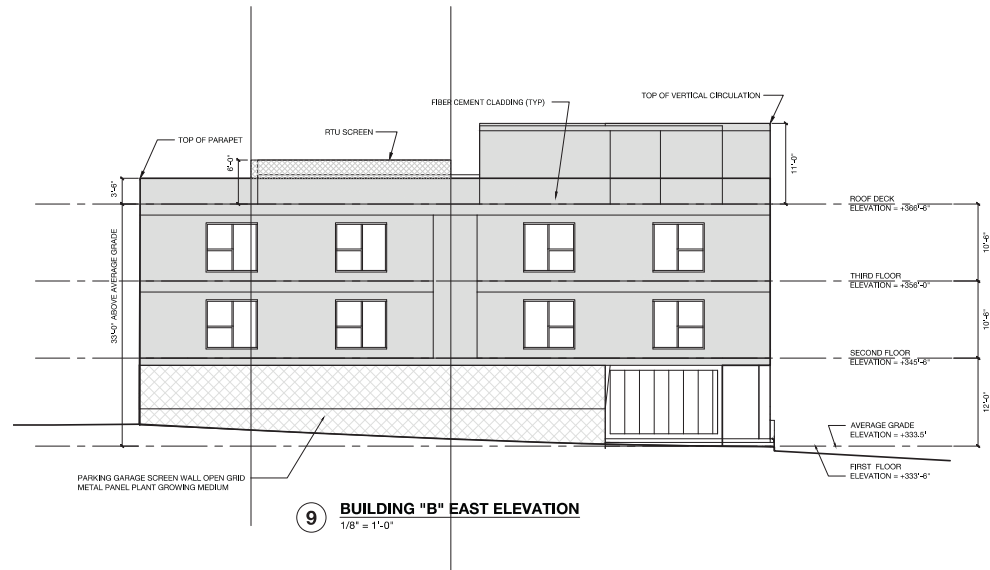 TOP OF VERTICAL CIRCULATION
FIBER CEMENT CLADDING (TYP)
RTU SCREEN
TOP OF PARAPET
6'-0"
11'-0"
3'-6"
ROOF DECK
ELEVATION = +366'-6"
10'-6"
33'-0" ABOVE AVERAGE GRADE
THIRD FLOOR
ELEVATION = +356'-0"
10'-6"
SECOND FLOOR
ELEVATION = +345'-6"
12'-0"
AVERAGE GRADE
ELEVATION = +333.5'
FIRST FLOOR
ELEVATION = +333'-6"
PARKING GARAGE SCREEN WALL OPEN GRID
METAL PANEL PLANT GROWING MEDIUM
9
BUILDING "B" EAST ELEVATION
1/8" = 1'-0"